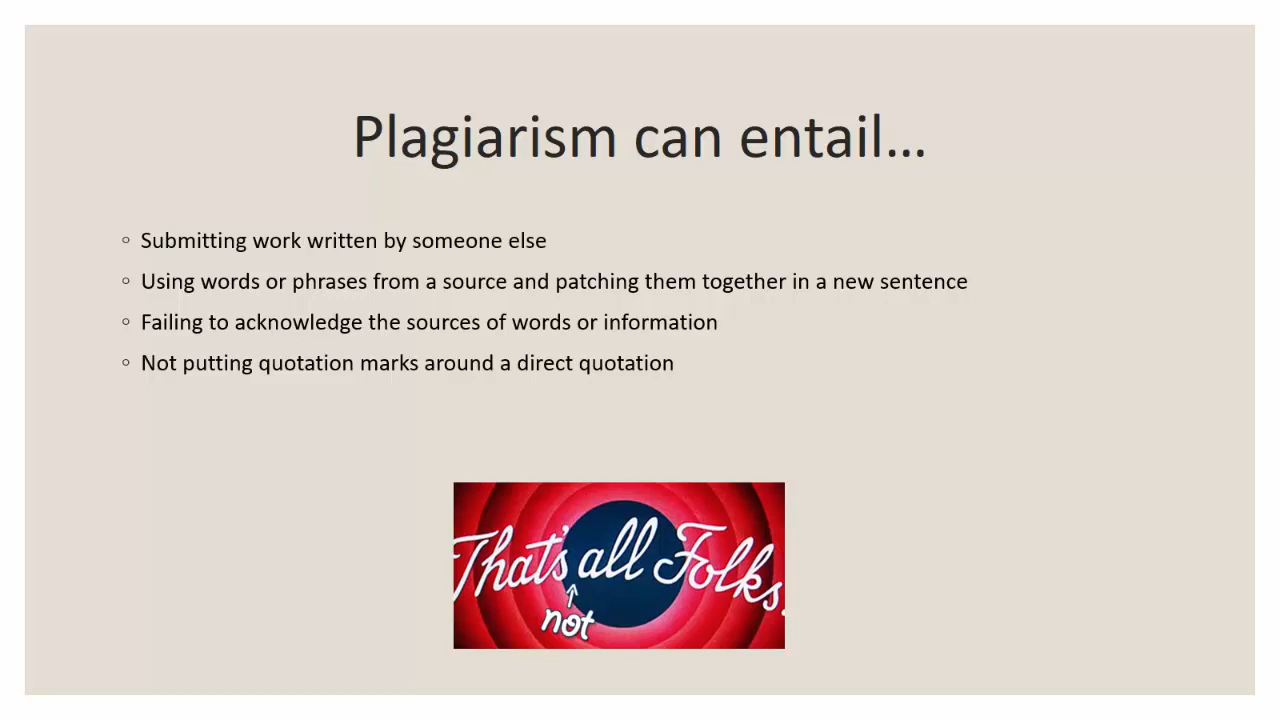 Plagiarism can entail...
Submitting work written by someone else
Using words or phrases from a source and patching them together in a new sentence
Failing to acknowledge the sources of words or information
Not putting quotation marks around a direct quotation
That's all Folks.
↑
not